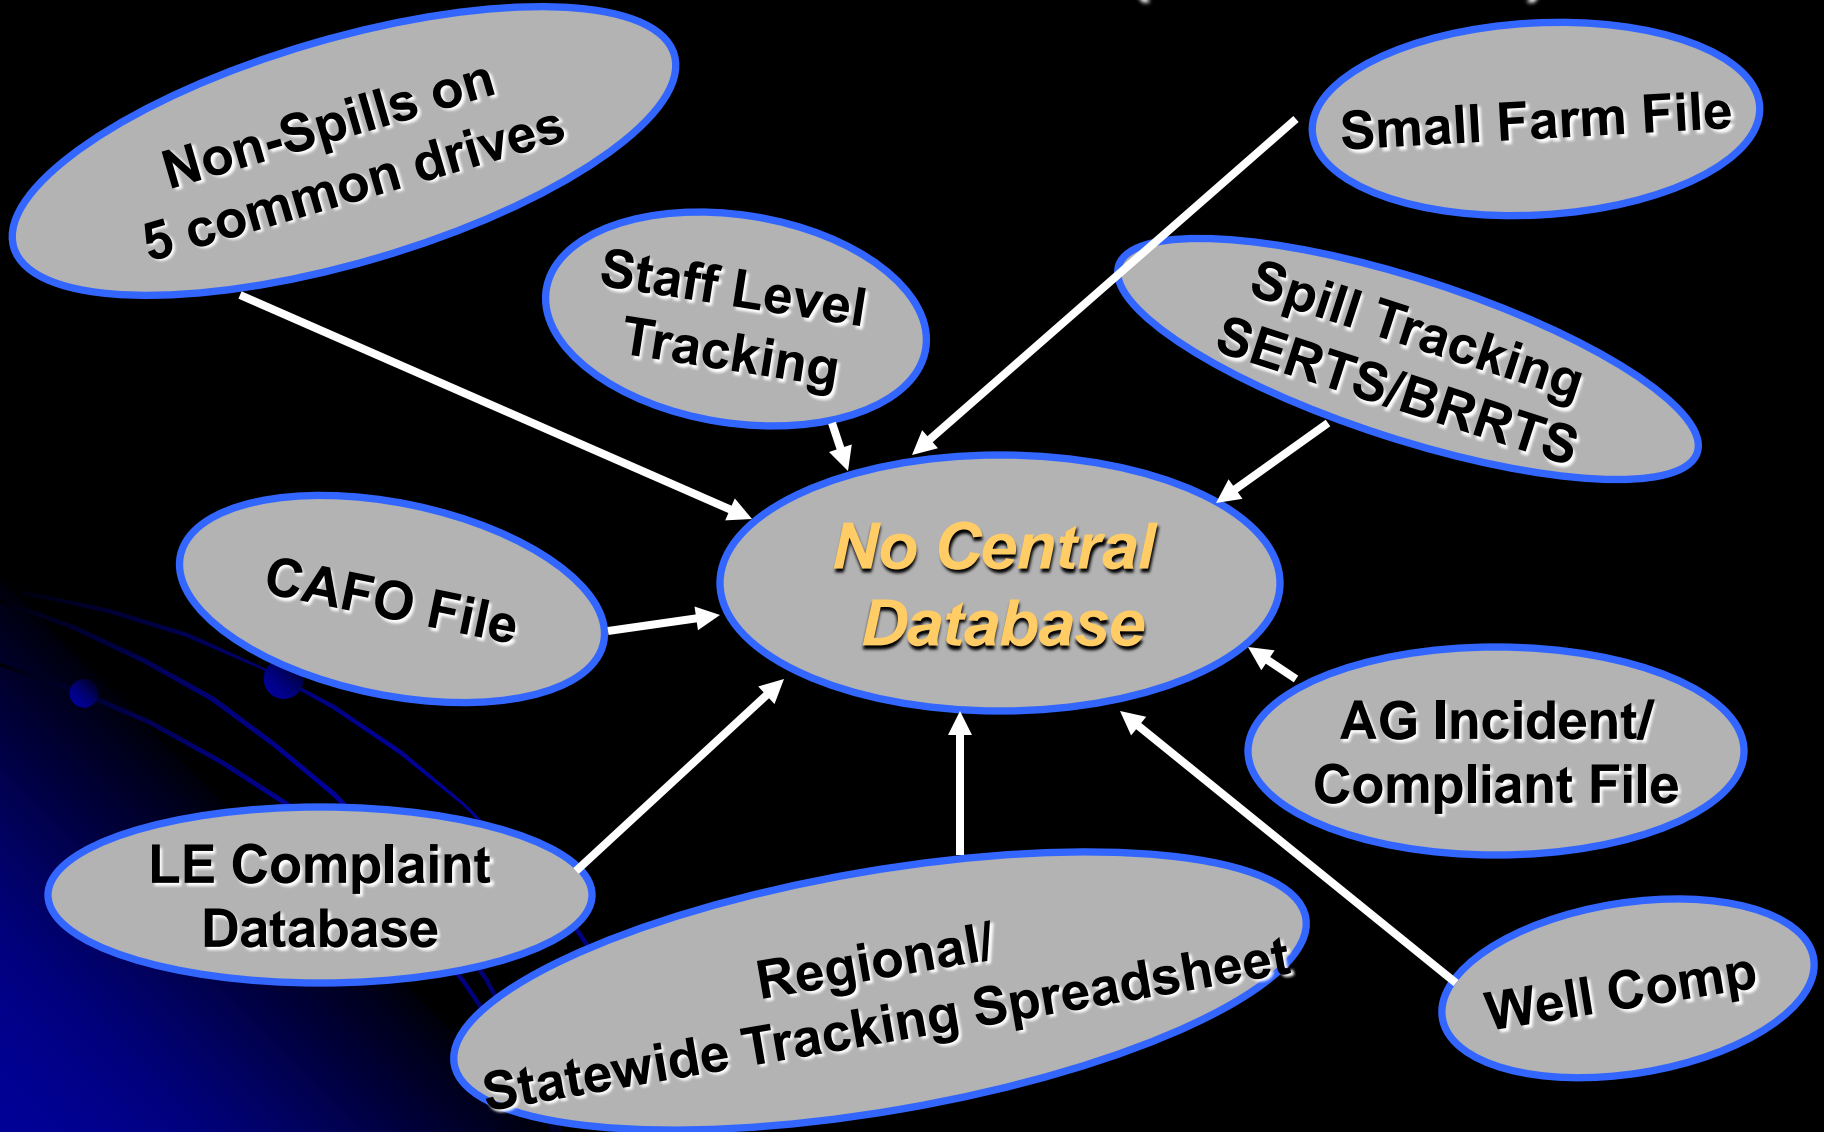 Non-Spills on
5 common drives
Small Farm File
Staff Level
Tracking
Spill Tracking
SERTS/BRRTS
No Central
Database
CAFO File
AG Incident/
Compliant File
LE Complaint
Database
Regional/
Statewide Tracking Spreadsheet
Well Comp